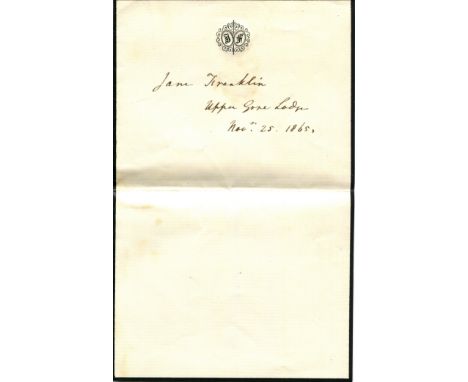 Jane Franklin
Upper Gore Lodge
Novr. 25. 1865.